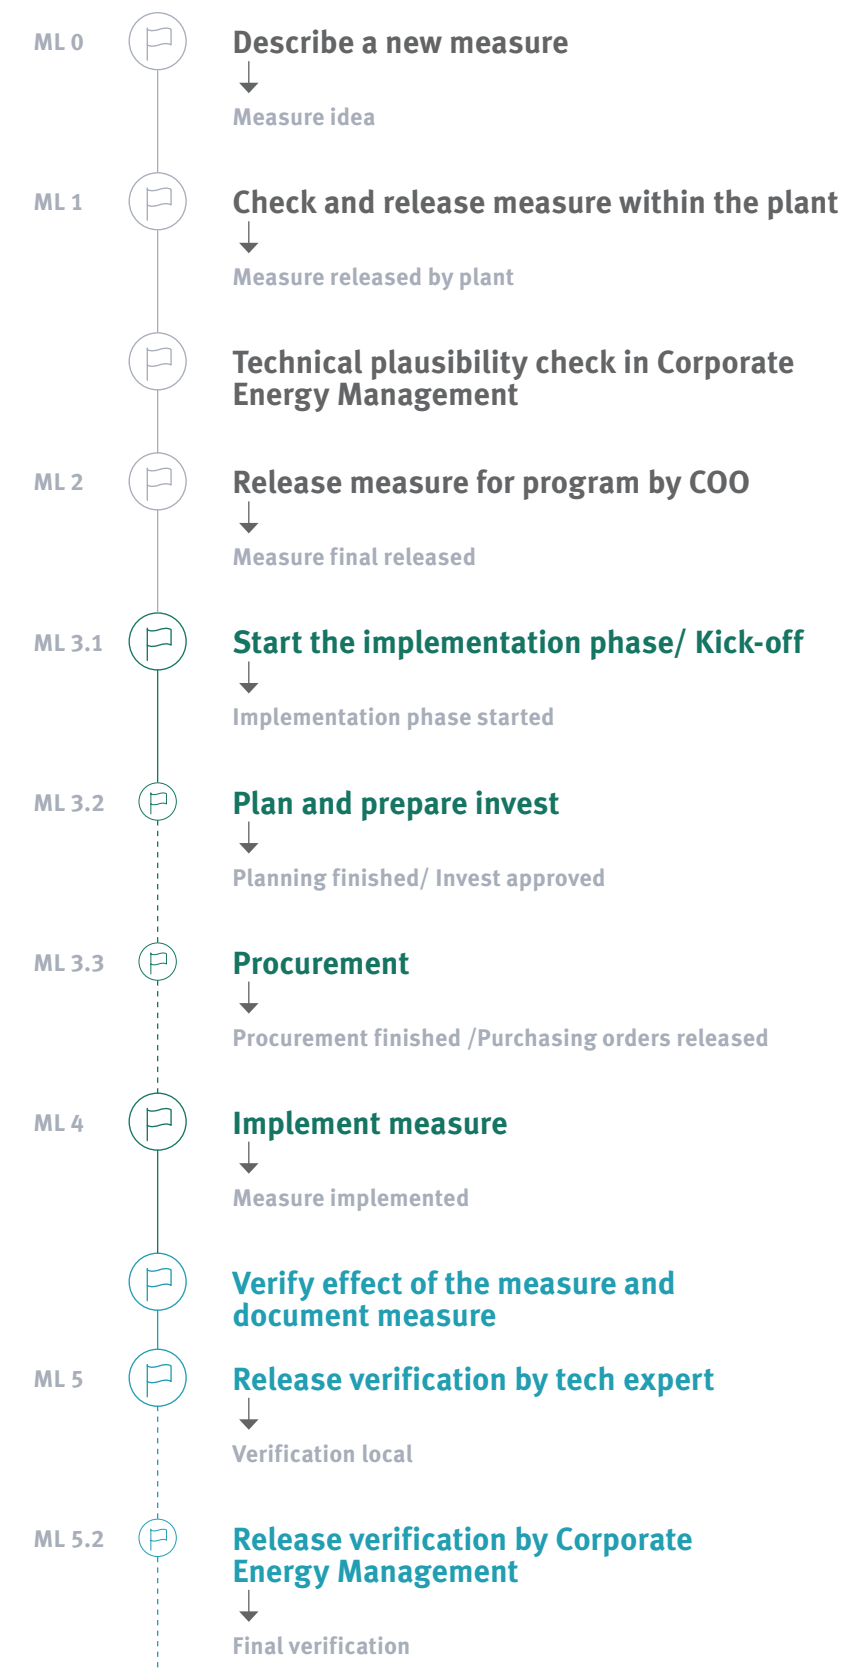 ML 0
Describe a new measure
Measure idea
ML 1
Check and release measure within the plant
Measure released by plant
Technical plausibility check in Corporate
Energy Management
ML 2
Release measure for program by COO
Measure final released
ML 3.1
Start the implementation phase/ Kick-off
Implementation phase started
ML 3.2
Plan and prepare invest
Planning finished/ Invest approved
ML 3.3
Procurement
Procurement finished /Purchasing orders released
ML 4
Implement measure
Measure implemented
Verify effect of the measure and
document measure
ML 5
Release verification by tech expert
Verification local
ML 5.2
Release verification by Corporate
Energy Management
Final verification